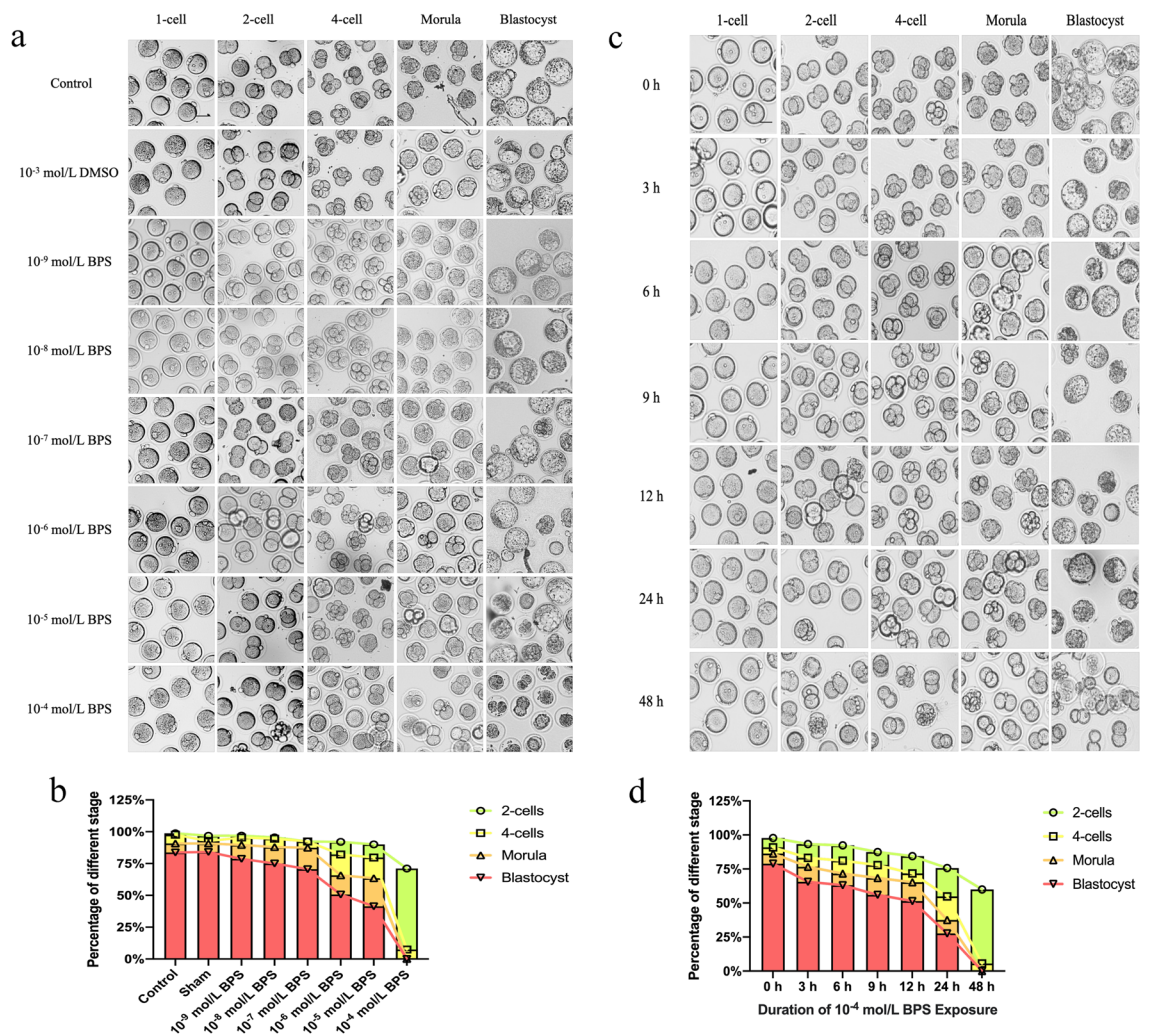 a
1-cell 2-cell 4-cell Morula Blastocyst
Control
10⁻³ mol/L DMSO
10⁻⁹ mol/L BPS
10⁻⁸ mol/L BPS
10⁻⁷ mol/L BPS
10⁻⁶ mol/L BPS
10⁻⁵ mol/L BPS
10⁻⁴ mol/L BPS
c
1-cell 2-cell 4-cell Morula Blastocyst
0 h
3 h
6 h
9 h
12 h
24 h
48 h
b
Percentage of different stage
125%
100%
75%
50%
25%
0%
Control
Sham
10⁻⁹ mol/L BPS
10⁻⁸ mol/L BPS
10⁻⁷ mol/L BPS
10⁻⁶ mol/L BPS
10⁻⁵ mol/L BPS
10⁻⁴ mol/L BPS
2-cells
4-cells
Morula
Blastocyst
d
Percentage of different stage
125%
100%
75%
50%
25%
0%
0 h 3 h 6 h 9 h 12 h 24 h 48 h
Duration of 10⁻⁴ mol/L BPS Exposure
2-cells
4-cells
Morula
Blastocyst